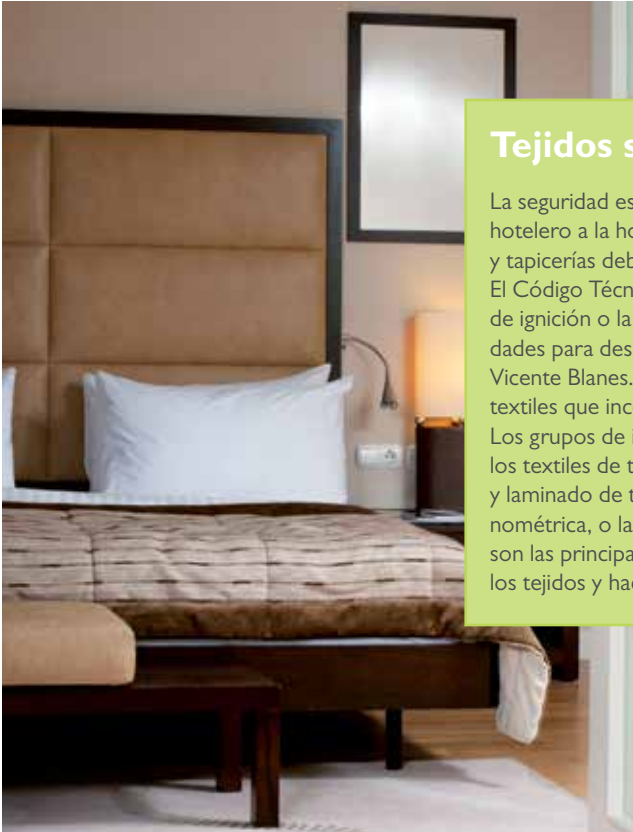 Tejidos s
La seguridad es
hotelero a la ho
y tapicerías deb
El Código Técn
de ignición o la
dades para des
Vicente Blanes.
textiles que inc
Los grupos de i
los textiles de t
y laminado de t
nométrica, o la
son las principa
los tejidos y ha